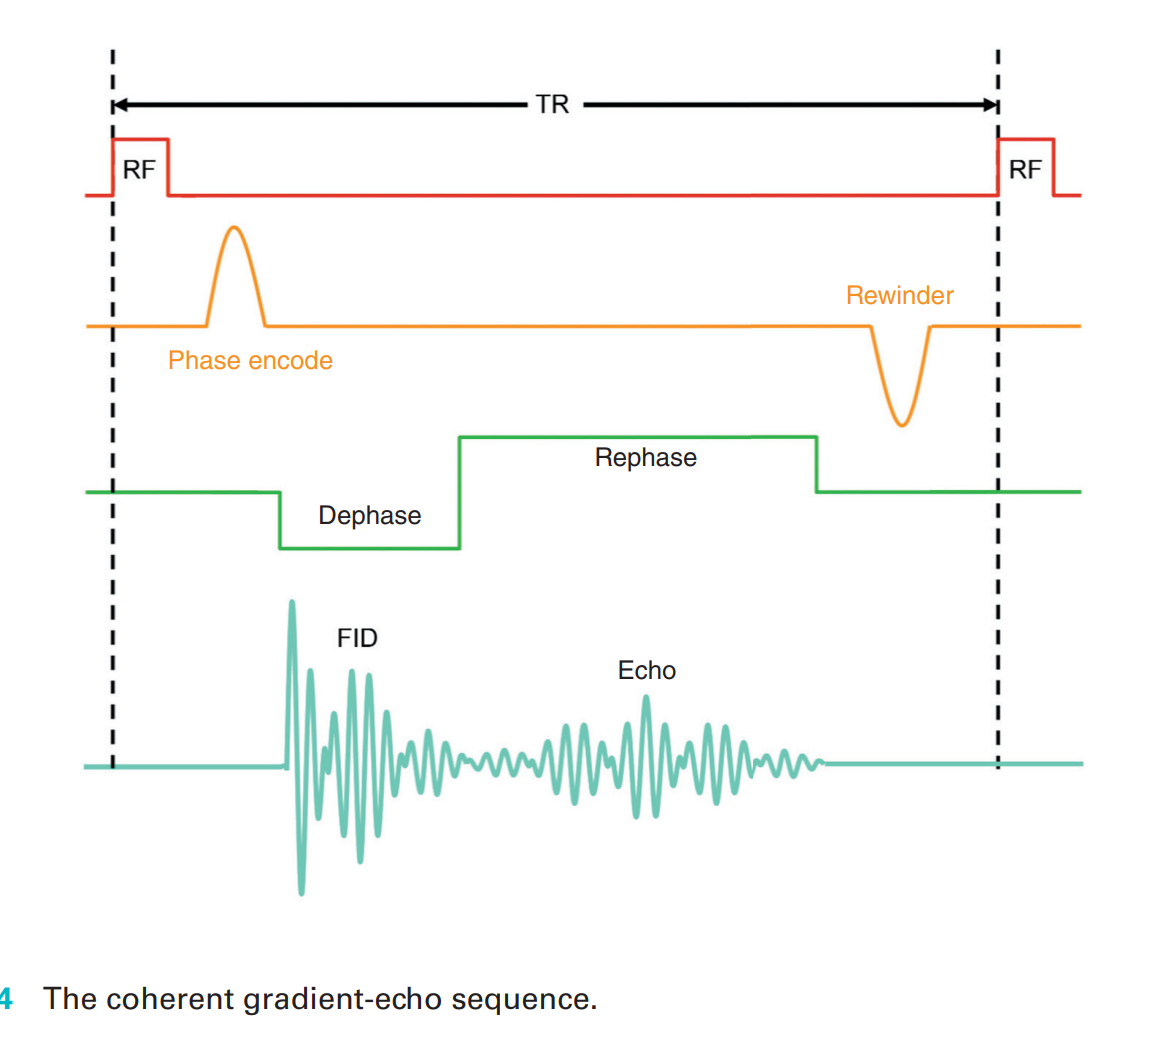 TR
RF
RF
Rewinder
Phase encode
Rephase
Dephase
FID
Echo
4 The coherent gradient-echo sequence.